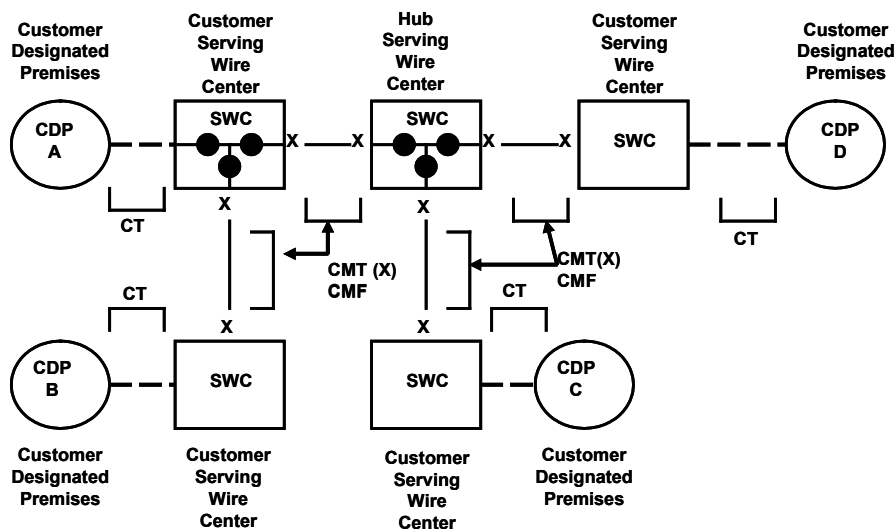 Customer
Designated
Premises
Customer
Serving
Wire
Center
Hub
Serving
Wire
Center
Customer
Serving
Wire
Center
Customer
Designated
Premises
CDP
A
SWC
X
X
SWC
X
X
SWC
CDP
D
CT
X
X
CT
CMT (X)
CMF
CMT(X)
CMF
CT
CT
X
X
CDP
B
SWC
SWC
CDP
C
Customer
Designated
Premises
Customer
Serving
Wire
Center
Customer
Serving
Wire
Center
Customer
Designated
Premises